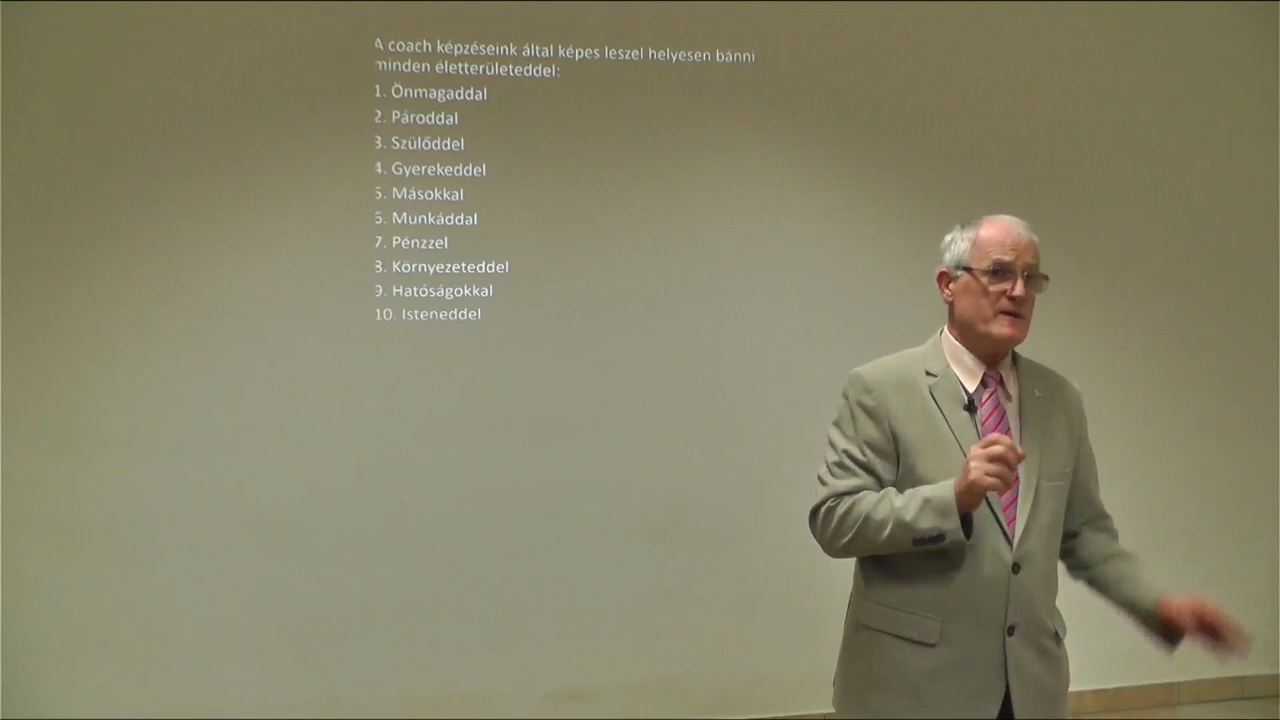 A coach képzéseink által képes leszel helyesen bánni
minden életterületeddel:
1. Önmagaddal
2. Pároddal
3. Szülőddel
4. Gyerekeddel
5. Másokkal
6. Munkáddal
7. Pénzzel
8. Környezeteddel
9. Hatóságokkal
10. Isteneddel